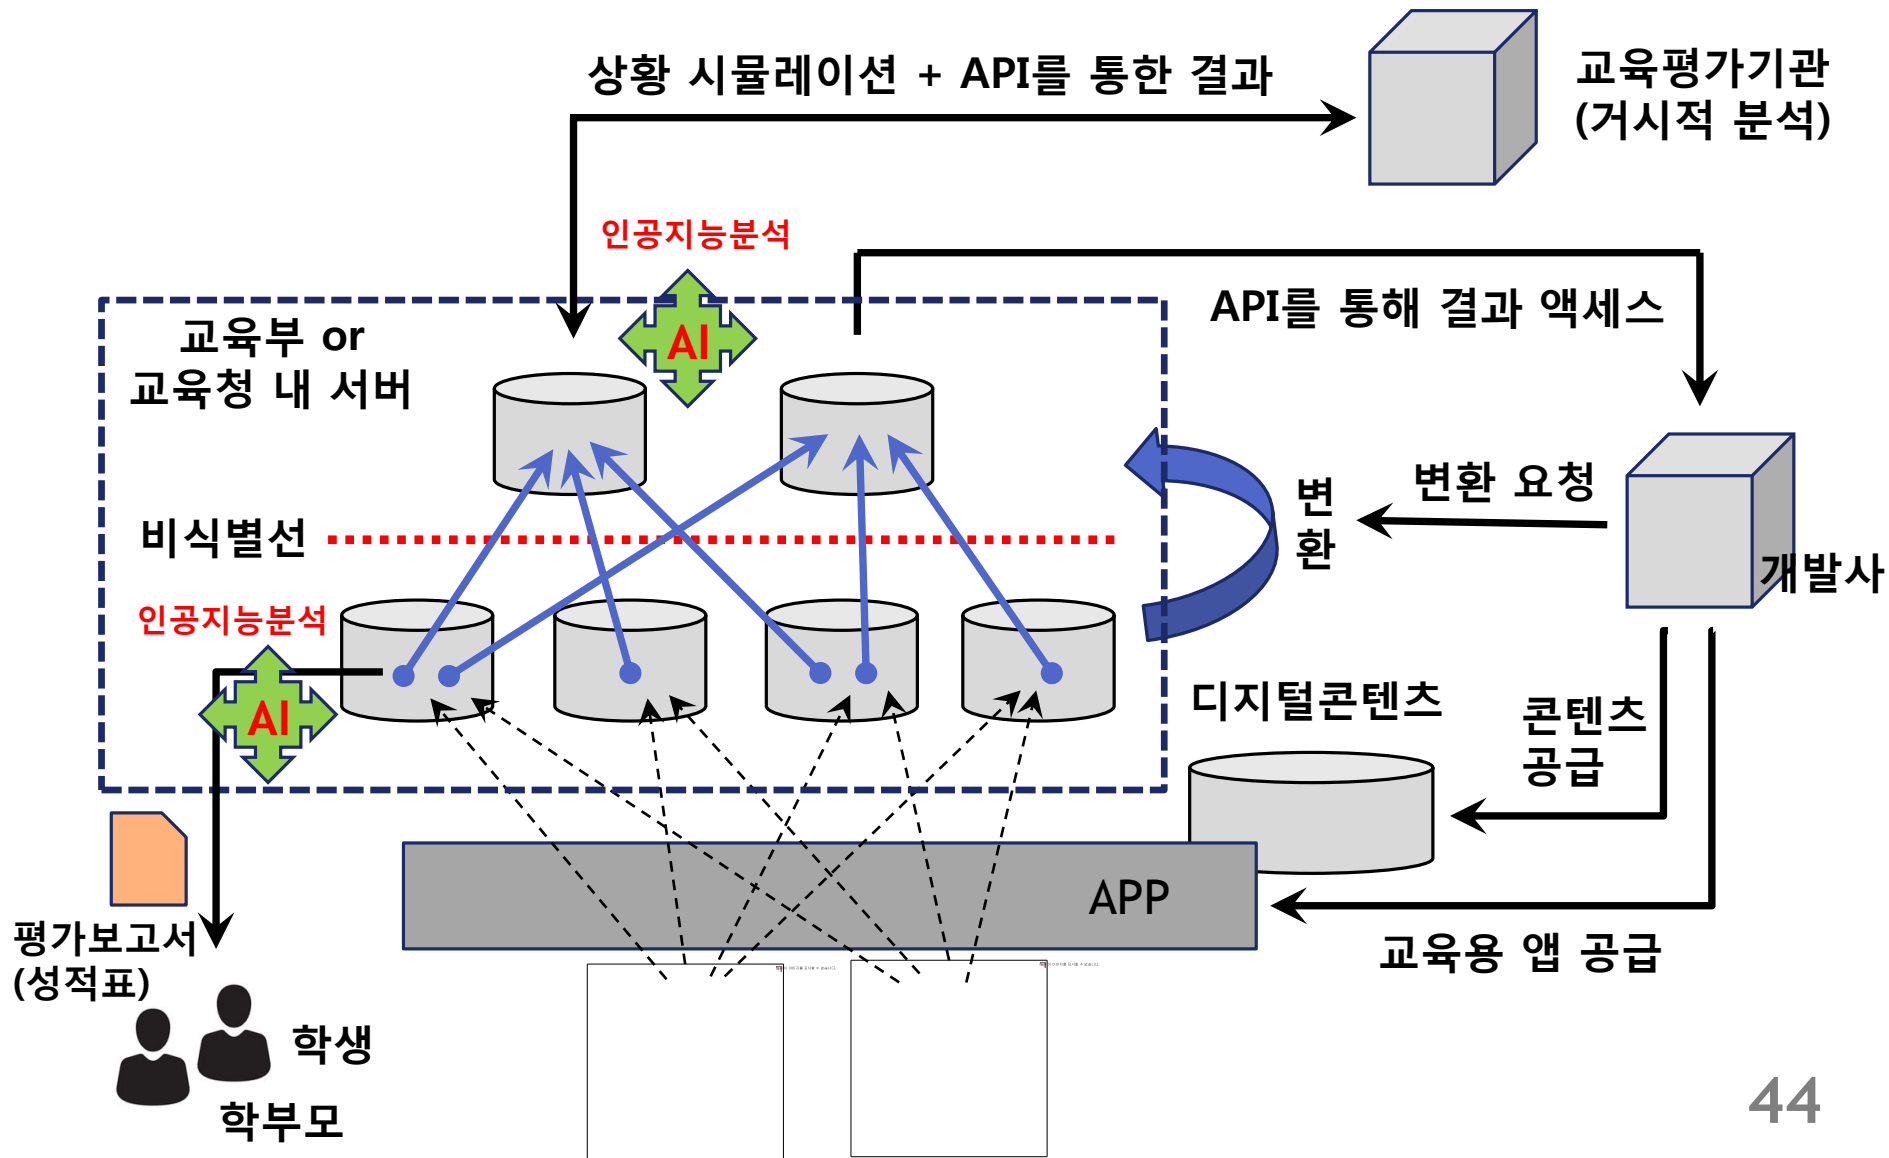 상황 시뮬레이션 + API를 통한 결과
교육평가기관
(거시적 분석)
인공지능분석
AI
API를 통해 결과 액세스
교육부 or
교육청 내 서버
변환 요청
변
환
개발사
비식별선
인공지능분석
AI
디지털콘텐츠
콘텐츠
공급
APP
교육용 앱 공급
평가보고서
(성적표)
학생
학부모
44